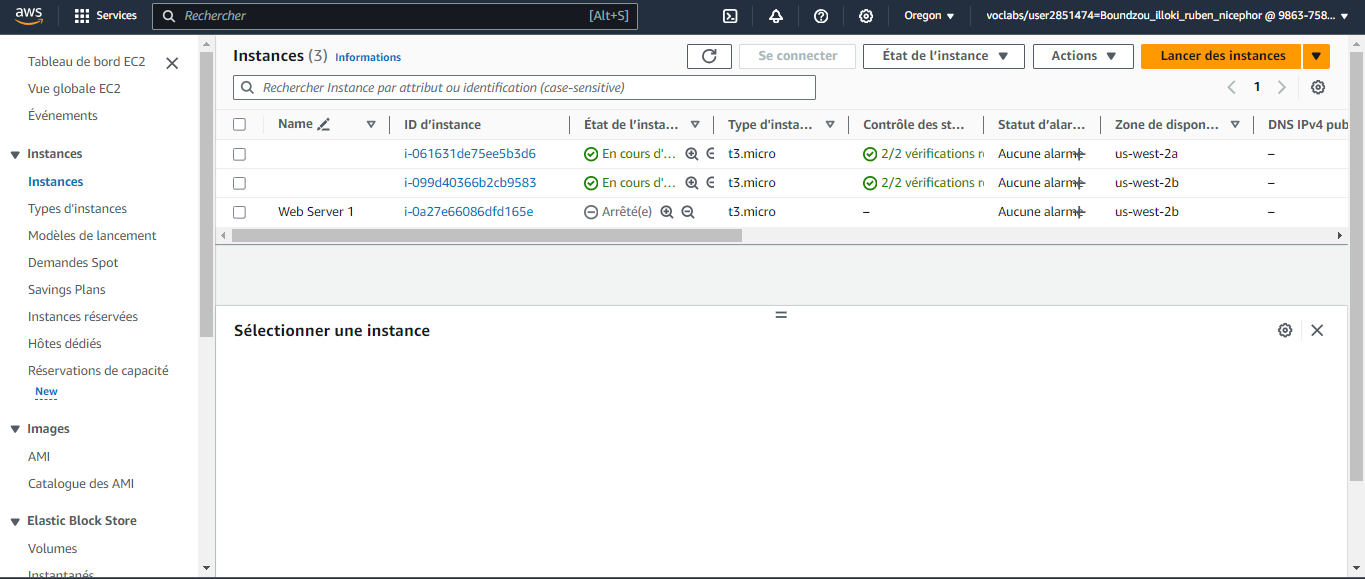 aws Services Rechercher [Alt+S] Oregon voclabs/user2851474=Boundzou_illoki_ruben_nicephor @ 9863-758...
Tableau de bord EC2
Vue globale EC2
Événements
Instances
Instances
Types d'instances
Modèles de lancement
Demandes Spot
Savings Plans
Instances réservées
Hôtes dédiés
Réservations de capacité
New
Images
AMI
Catalogue des AMI
Elastic Block Store
Volumes
Instantanés
Instances (3) Informations Se connecter État de l'instance Actions Lancer des instances
Rechercher Instance par attribut ou identification (case-sensitive) 1
Name ID d'instance État de l'insta... Type d'insta... Contrôle des st... Statut d'alar... Zone de dispon... DNS IPv4 pub
i-061631de75ee5b3d6 En cours d'... t3.micro 2/2 vérifications r Aucune alarme us-west-2a –
i-099d40366b2cb9583 En cours d'... t3.micro 2/2 vérifications r Aucune alarme us-west-2b –
Web Server 1 i-0a27e66086dfd165e Arrêté(e) t3.micro – Aucune alarme us-west-2b –
Sélectionner une instance